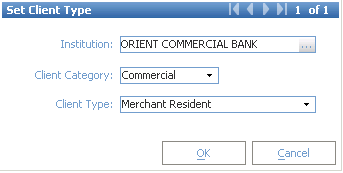 Set Client Type 1 of 1
Institution: ORIENT COMMERCIAL BANK ...
Client Category: Commercial
Client Type: Merchant Resident
OK Cancel